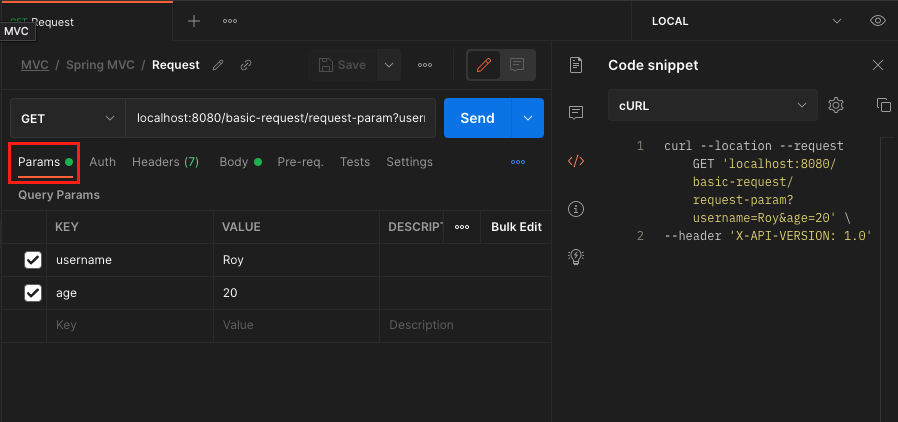 GET Request
LOCAL
MVC
MVC / Spring MVC / Request
Save
Code snippet
GET
localhost:8080/basic-request/request-param?user
Send
cURL
Params
Auth
Headers (7)
Body
Pre-req.
Tests
Settings
Query Params
KEY
VALUE
DESCRIPT
Bulk Edit
username
Roy
age
20
Key
Value
Description
1 curl --location --request
GET 'localhost:8080/
basic-request/
request-param?
username=Roy&age=20' \
2 --header 'X-API-VERSION: 1.0'